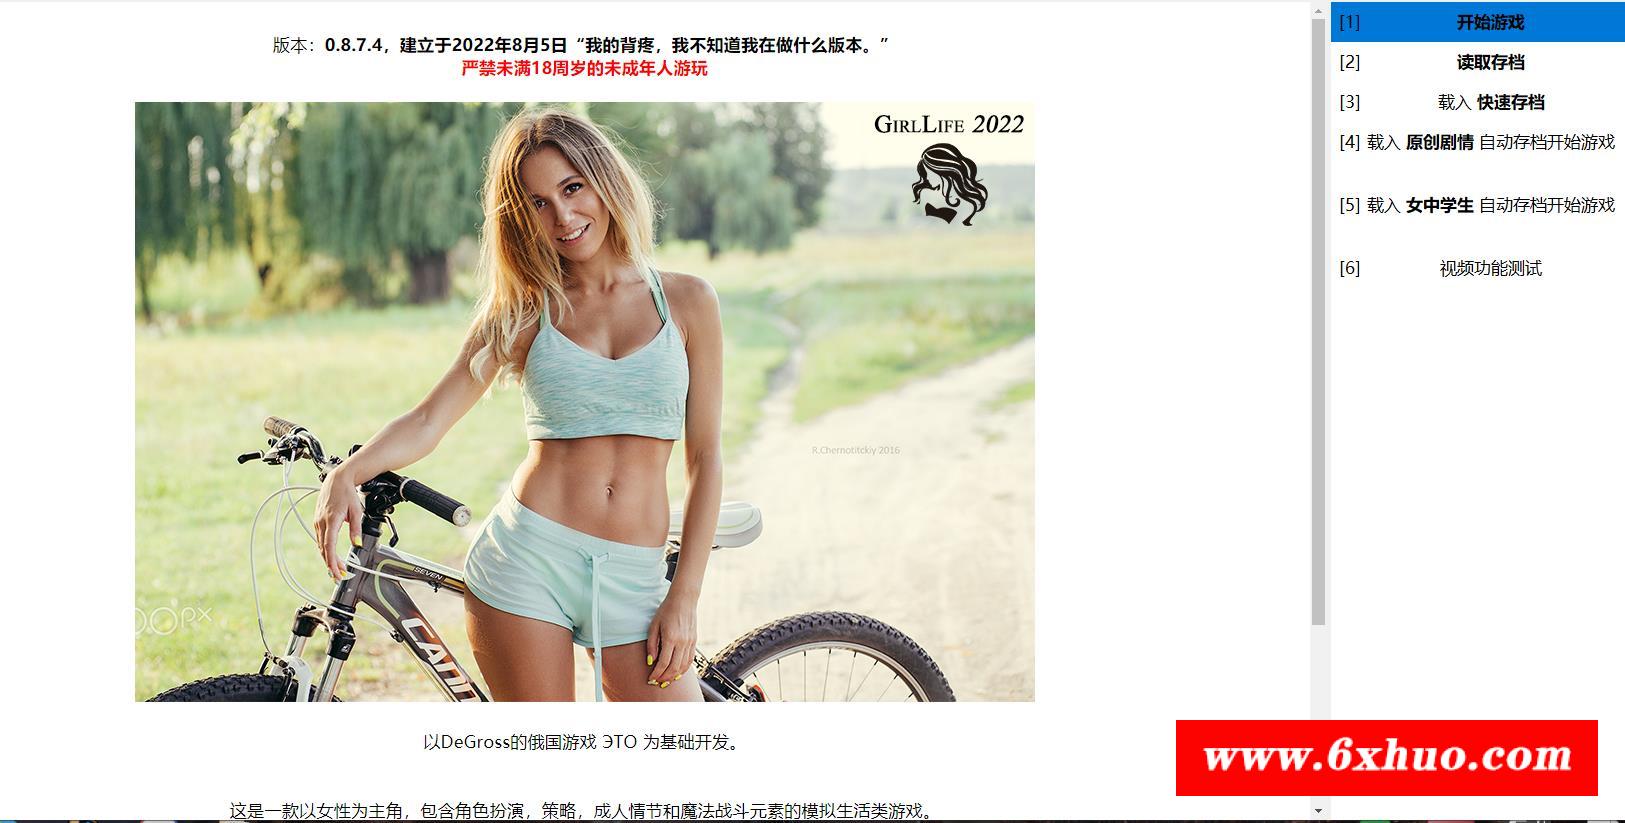 版本：0.8.7.4，建立于2022年8月5日“我的背疼，我不知道我在做什么版本。”
严禁未满18周岁的未成年人游玩
GIRLLIFE 2022
R.Chernotitckiy 2016
SEVEN
CANN
px
以DeGross的俄国游戏 ЭТО 为基础开发。
这是一款以女性为主角，包含角色扮演，策略，成人情节和魔法战斗元素的模拟生活类游戏。
[1] 开始游戏
[2] 读取存档
[3] 载入 快速存档
[4] 载入 原创剧情 自动存档开始游戏
[5] 载入 女中学生 自动存档开始游戏
[6] 视频功能测试
www.6xhuo.com